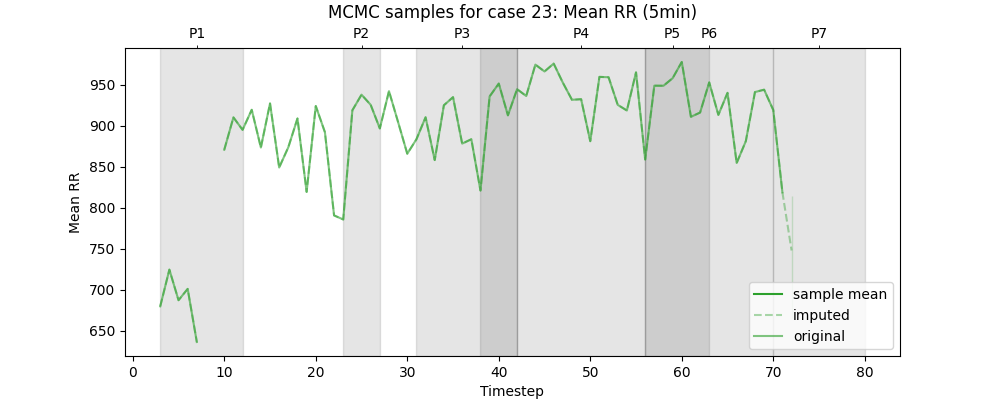 MCMC samples for case 23: Mean RR (5min)
P1 P2 P3 P4 P5 P6 P7
950
900
850
800
750
700
650
Mean RR
sample mean
imputed
original
0 10 20 30 40 50 60 70 80
Timestep